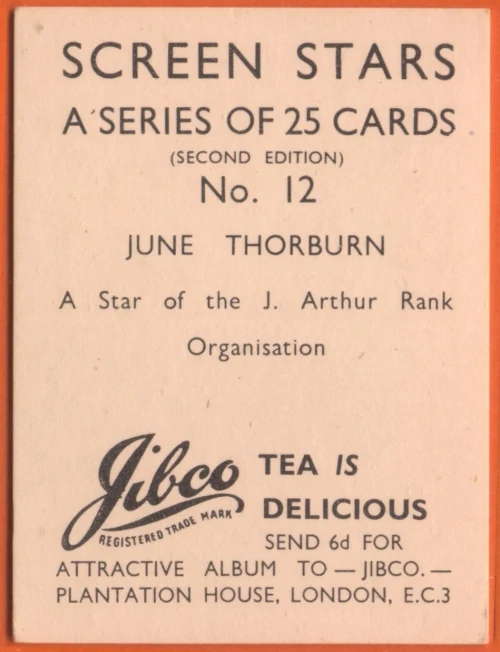 SCREEN STARS
A SERIES OF 25 CARDS
(SECOND EDITION)
No. 12
JUNE THORBURN
A Star of the J. Arthur Rank
Organisation
Jibco
REGISTERED TRADE MARK
TEA IS
DELICIOUS
SEND 6d FOR
ATTRACTIVE ALBUM TO — JIBCO. —
PLANTATION HOUSE, LONDON, E.C.3